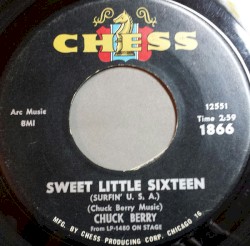 CHESS
Arc Music
BMI
12551
Time 2:59
1866
SWEET LITTLE SIXTEEN
(SURFIN' U. S. A.)
(Chuck Berry Music)
CHUCK BERRY
from LP-1480 ON STAGE
MFG. BY CHESS PRODUCING CORP. CHICAGO 16